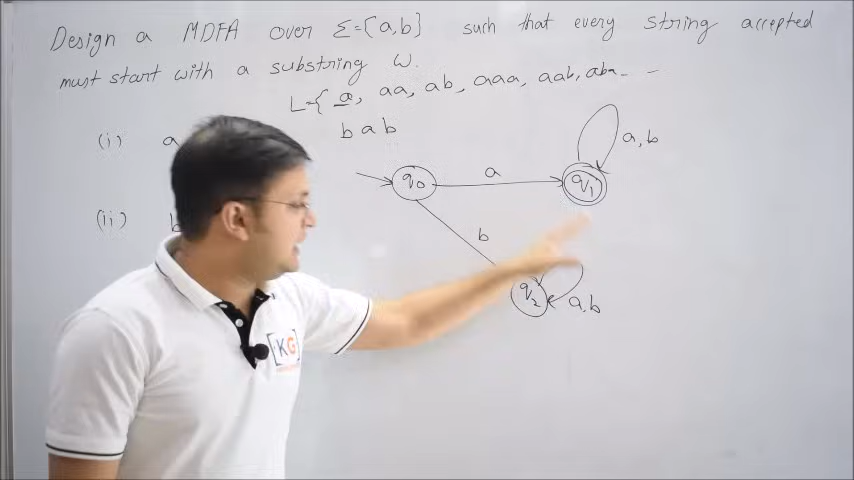 Design a MDFA over Σ={a,b} such that every string accepted
must start with a substring w.
L={a, aa, ab, aaa, aab, aba - -
(i) a
bab
a,b
q0
a
q1
(ii) b
b
q2
a,b
KG